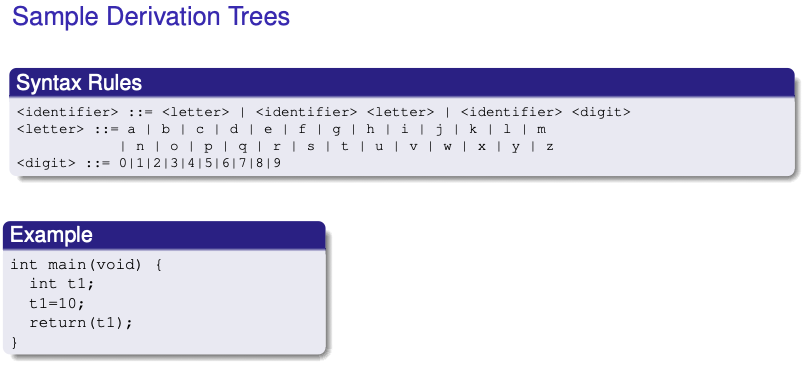 Sample Derivation Trees
Syntax Rules
<identifier> ::= <letter> | <identifier> <letter> | <identifier> <digit>
<letter> ::= a | b | c | d | e | f | g | h | i | j | k | l | m
| n | o | p | q | r | s | t | u | v | w | x | y | z
<digit> ::= 0|1|2|3|4|5|6|7|8|9
Example
int main(void) {
int t1;
t1=10;
return(t1);
}